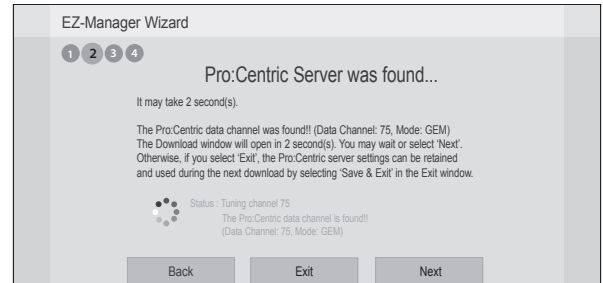 EZ-Manager Wizard
1 2 3 4
Pro:Centric Server was found...
It may take 2 second(s).
The Pro:Centric data channel was found!! (Data Channel: 75, Mode: GEM)
The Download window will open in 2 second(s). You may wait or select 'Next'.
Otherwise, if you select 'Exit', the Pro:Centric server settings can be retained
and used during the next download by selecting 'Save & Exit' in the Exit window.
Status : Tuning channel 75
The Pro:Centric data channel is found!!
(Data Channel: 75, Mode: GEM)
Back Exit Next